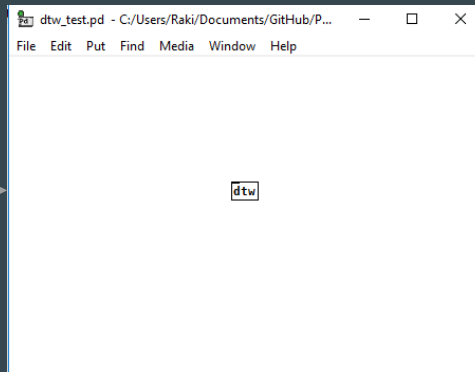 dtw_test.pd - C:/Users/Raki/Documents/GitHub/P...
File Edit Put Find Media Window Help
dtw